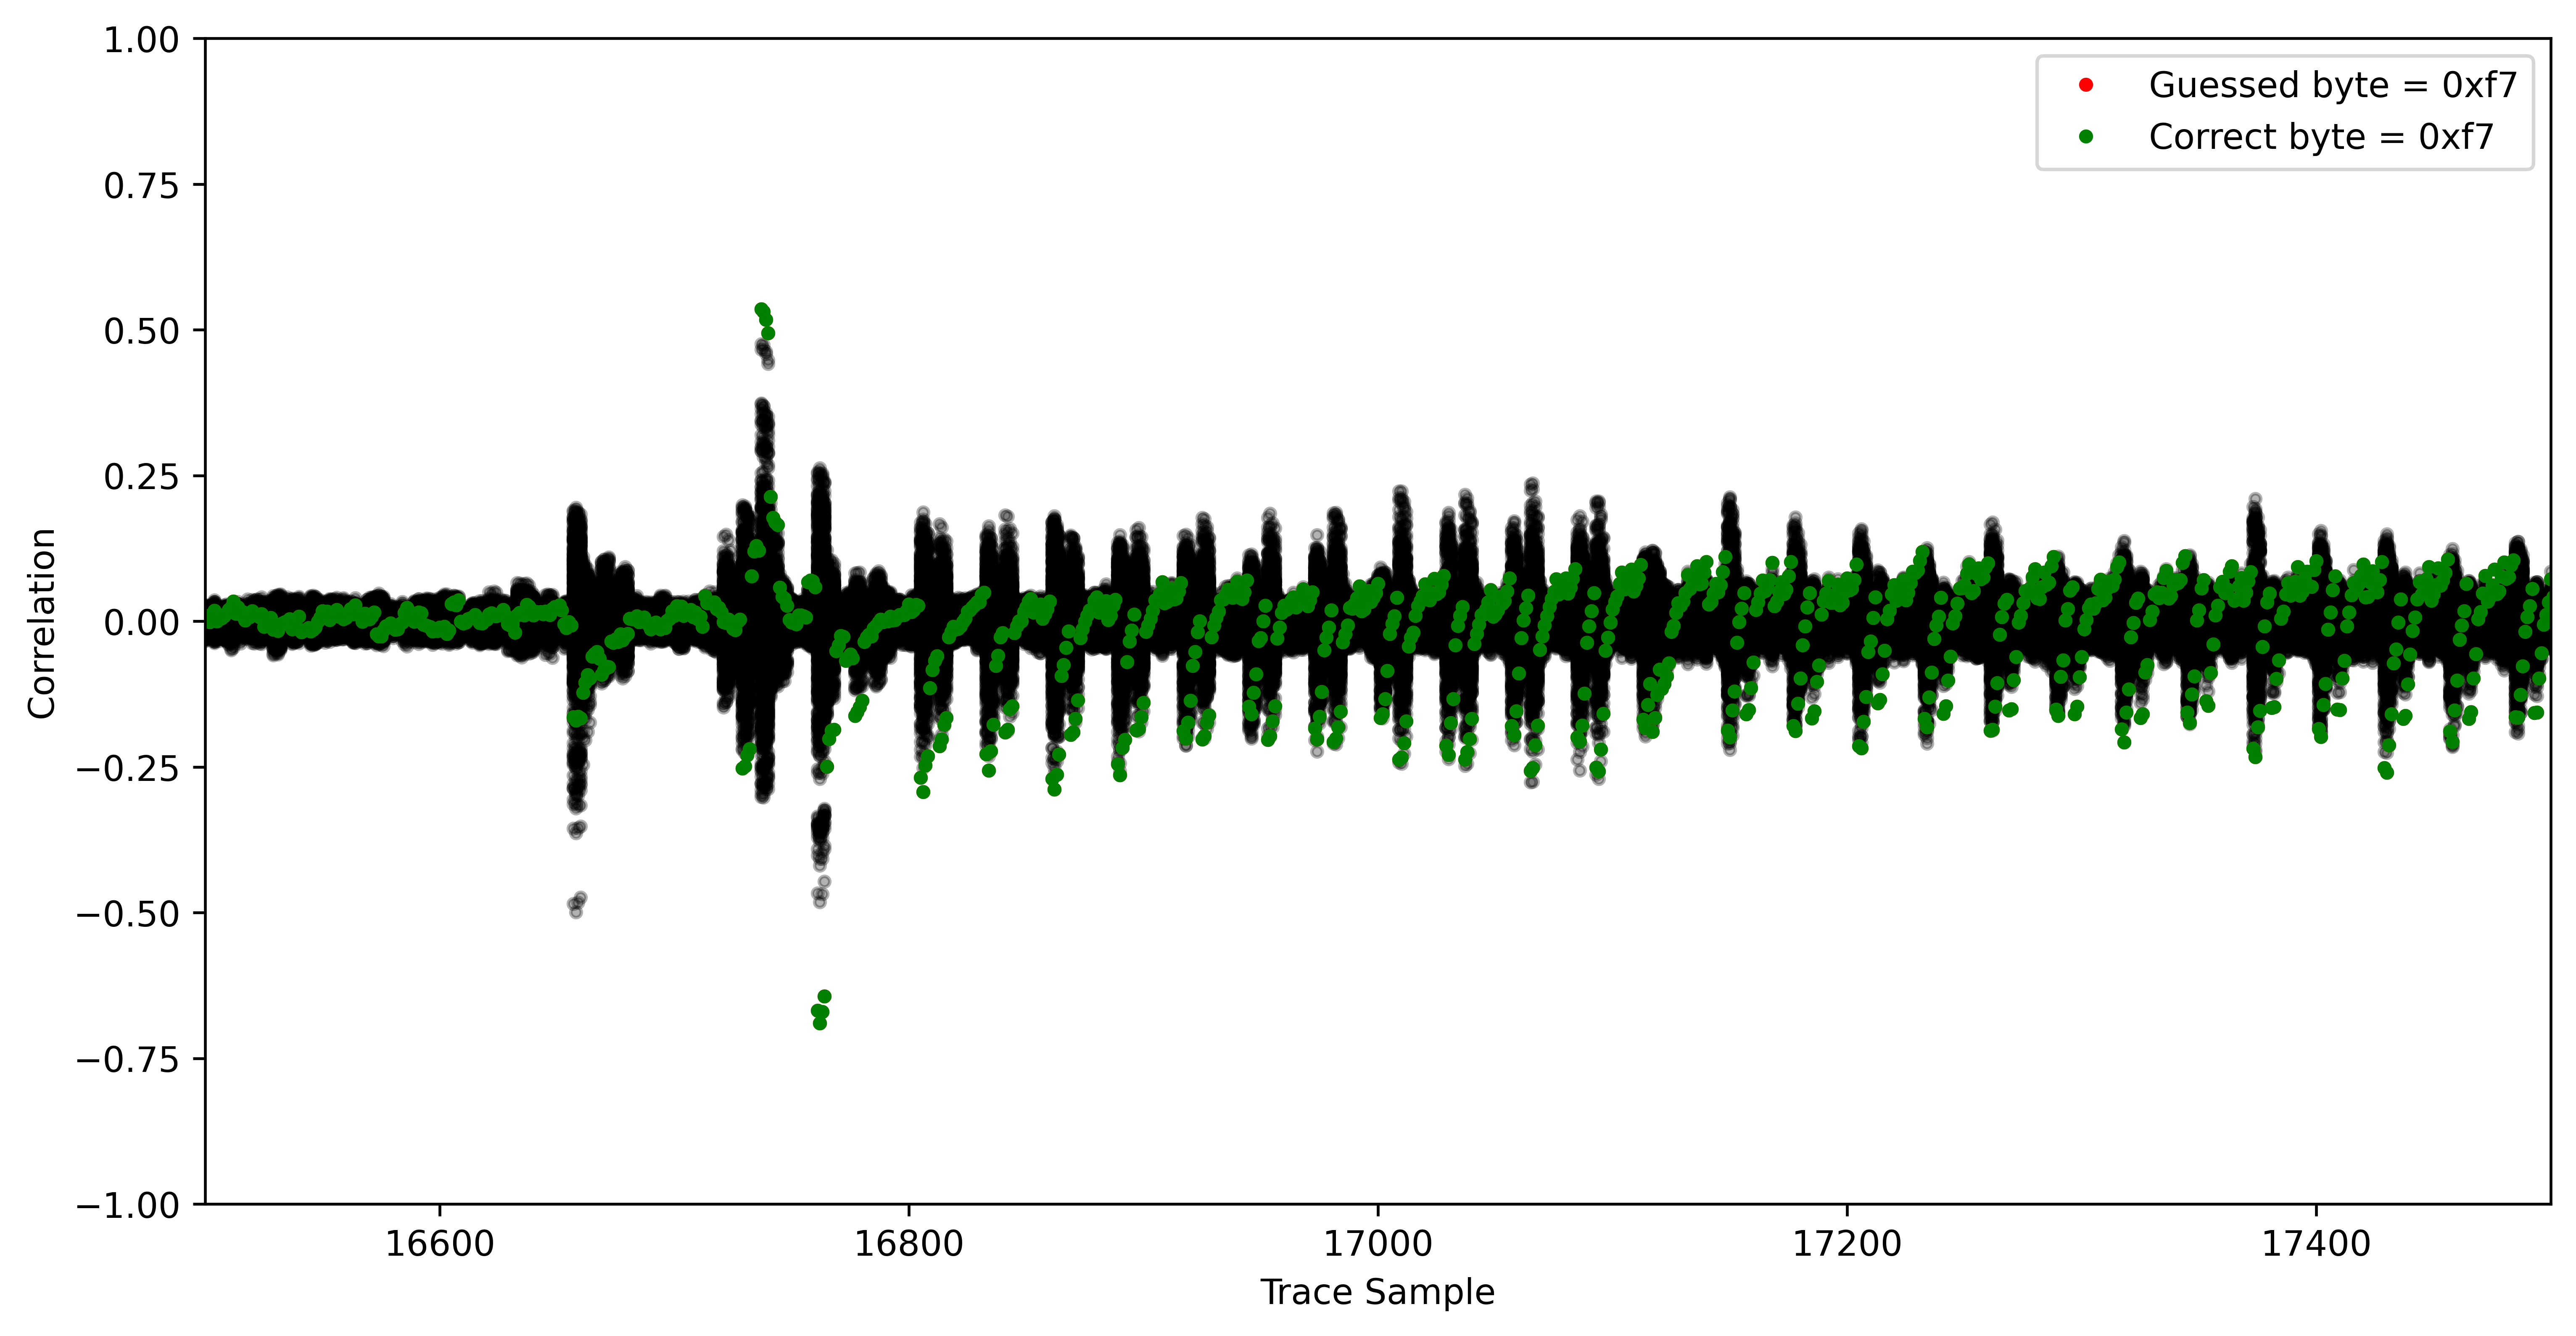 Guessed byte = 0xf7
Correct byte = 0xf7
1.00
0.75
0.50
0.25
0.00
−0.25
−0.50
−0.75
−1.00
Correlation
16600 16800 17000 17200 17400
Trace Sample